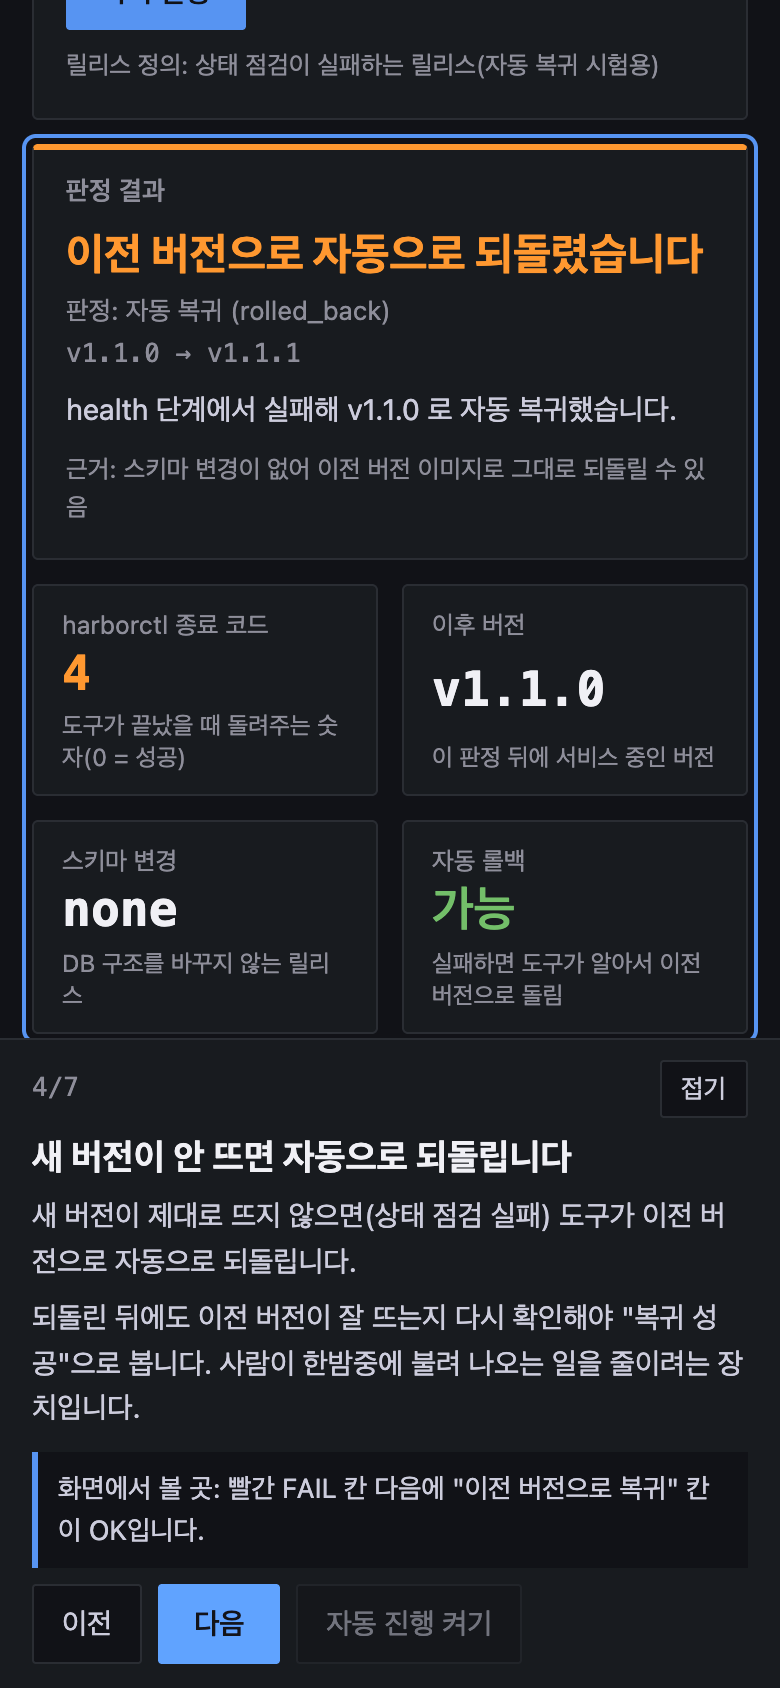 릴리스 정의: 상태 점검이 실패하는 릴리스(자동 복귀 시험용)
판정 결과
이전 버전으로 자동으로 되돌렸습니다
판정: 자동 복귀 (rolled_back)
v1.1.0 → v1.1.1
health 단계에서 실패해 v1.1.0 로 자동 복귀했습니다.
근거: 스키마 변경이 없어 이전 버전 이미지로 그대로 되돌릴 수 있
음
harborctl 종료 코드
4
도구가 끝났을 때 돌려주는 숫
자(0 = 성공)
이후 버전
v1.1.0
이 판정 뒤에 서비스 중인 버전
스키마 변경
none
DB 구조를 바꾸지 않는 릴리
스
자동 롤백
가능
실패하면 도구가 알아서 이전
버전으로 돌림
4/7
접기
새 버전이 안 뜨면 자동으로 되돌립니다
새 버전이 제대로 뜨지 않으면(상태 점검 실패) 도구가 이전 버
전으로 자동으로 되돌립니다.
되돌린 뒤에도 이전 버전이 잘 뜨는지 다시 확인해야 "복귀 성
공"으로 봅니다. 사람이 한밤중에 불려 나오는 일을 줄이려는 장
치입니다.
화면에서 볼 곳: 빨간 FAIL 칸 다음에 "이전 버전으로 복귀" 칸
이 OK입니다.
이전
다음
자동 진행 켜기